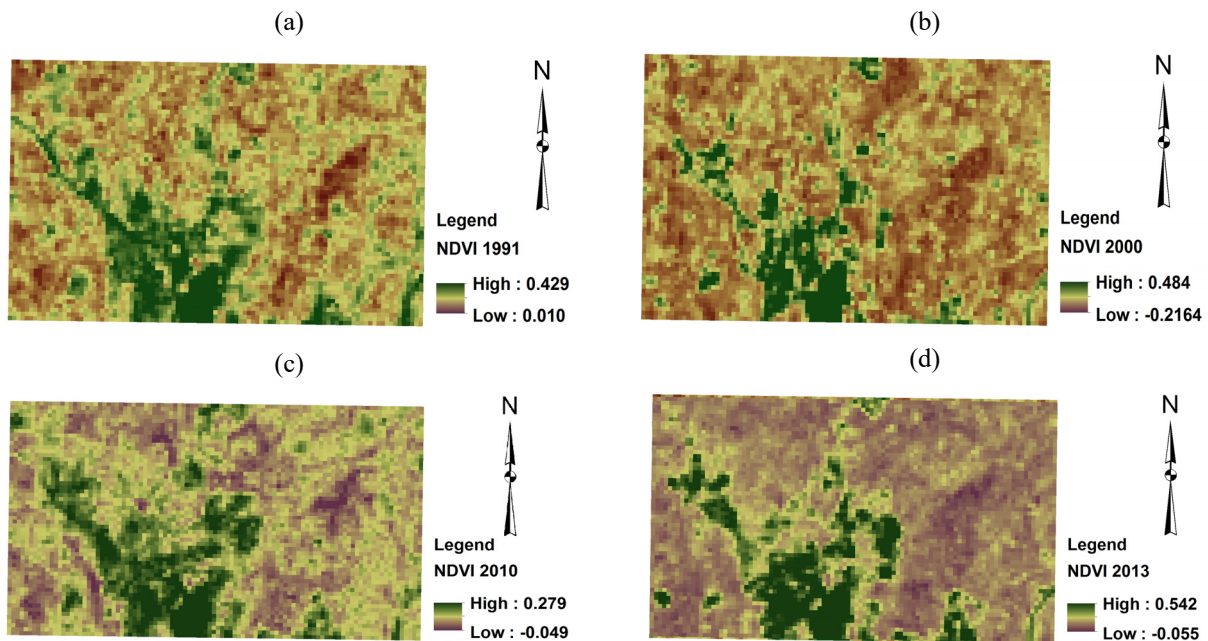 (a)
(b)
N
N
Legend
NDVI 1991
High : 0.429
Low : 0.010
Legend
NDVI 2000
High : 0.484
Low : -0.2164
(c)
(d)
N
N
Legend
NDVI 2010
High : 0.279
Low : -0.049
Legend
NDVI 2013
High : 0.542
Low : -0.055